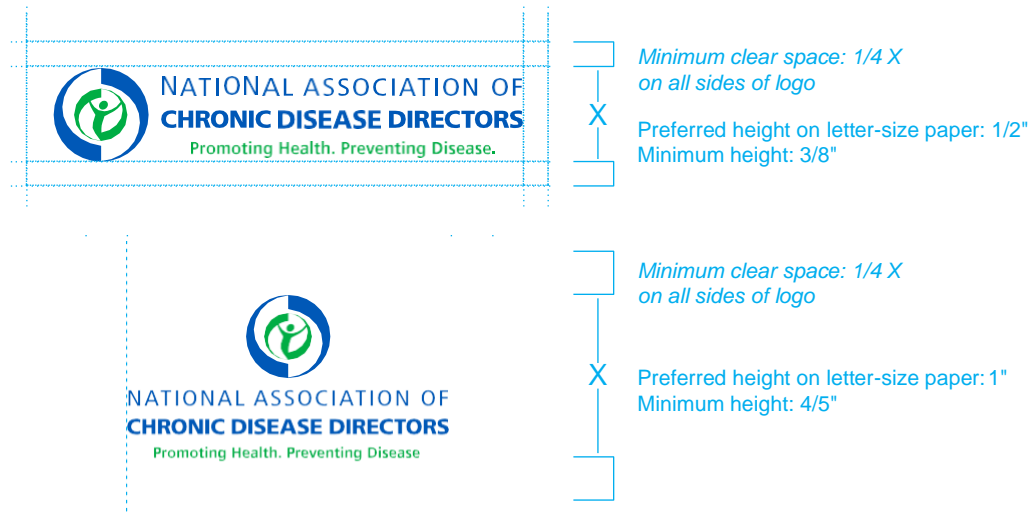 NATIONAL ASSOCIATION OF
CHRONIC DISEASE DIRECTORS
Promoting Health. Preventing Disease.
Minimum clear space: 1/4 X
on all sides of logo
X
Preferred height on letter-size paper: 1/2"
Minimum height: 3/8"
NATIONAL ASSOCIATION OF
CHRONIC DISEASE DIRECTORS
Promoting Health. Preventing Disease
Minimum clear space: 1/4 X
on all sides of logo
X
Preferred height on letter-size paper: 1"
Minimum height: 4/5"